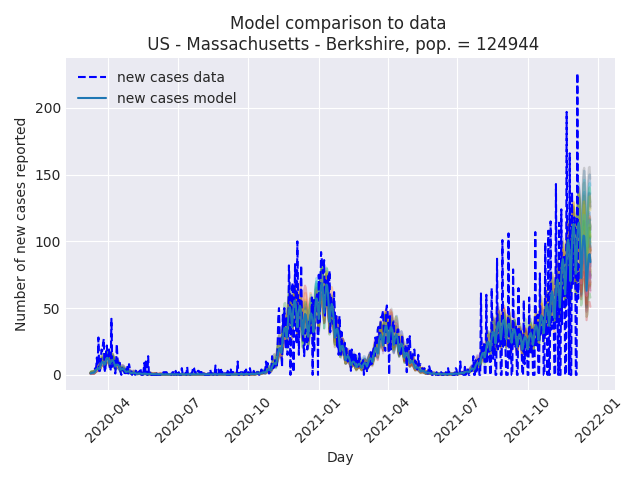 Model comparison to data
US - Massachusetts - Berkshire, pop. = 124944
new cases data
new cases model
Number of new cases reported
200
150
100
50
0
2020-04
2020-07
2020-10
2021-01
2021-04
2021-07
2021-10
2022-01
Day